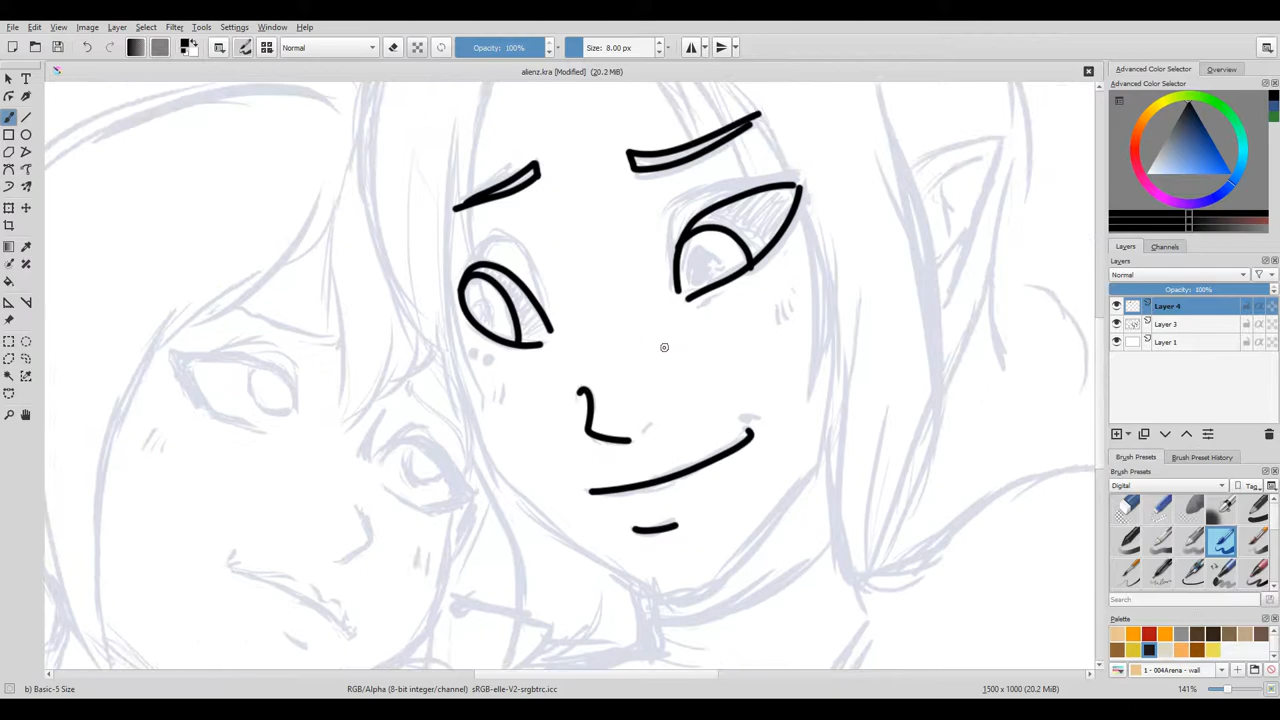 File Edit View Image Layer Select Filter Tools Settings Window Help
Normal Opacity: 100% Size: 8.00 px
alienz.kra [Modified] (20.2 MiB)
Advanced Color Selector Overview
Advanced Color Selector
Layers Channels
Layers
Normal
Opacity: 100%
Layer 4
Layer 3
Layer 1
Brush Presets Brush Preset History
Brush Presets
Digital Tag
Search
Palette
1 - 004Arena - wall
b) Basic-5 Size RGB/Alpha (8-bit integer/channel) sRGB-elle-V2-srgbtrc.icc 1500 x 1000 (20.2 MiB) 141%